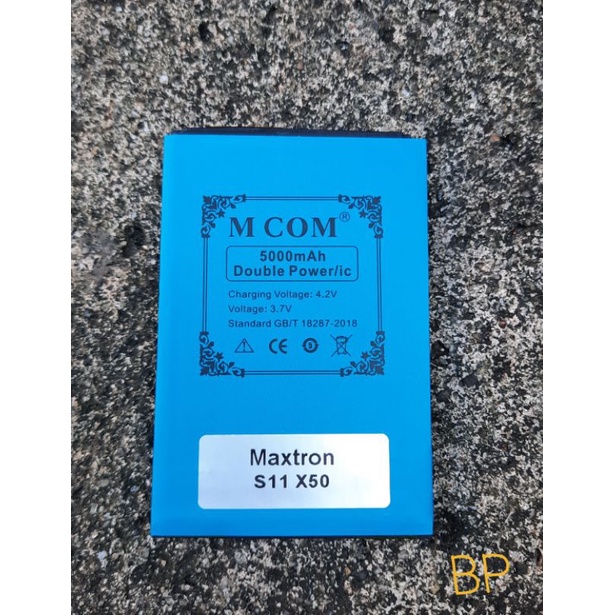 M COM®
5000mAh
Double Power/ic
Charging Voltage: 4.2V
Voltage: 3.7V
Standard GB/T 18287-2018
CE
Maxtron
S11 X50
BP